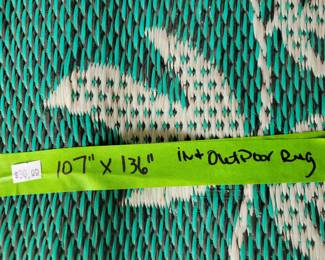 $30.00
107" x 136" in + Outdoor Rug